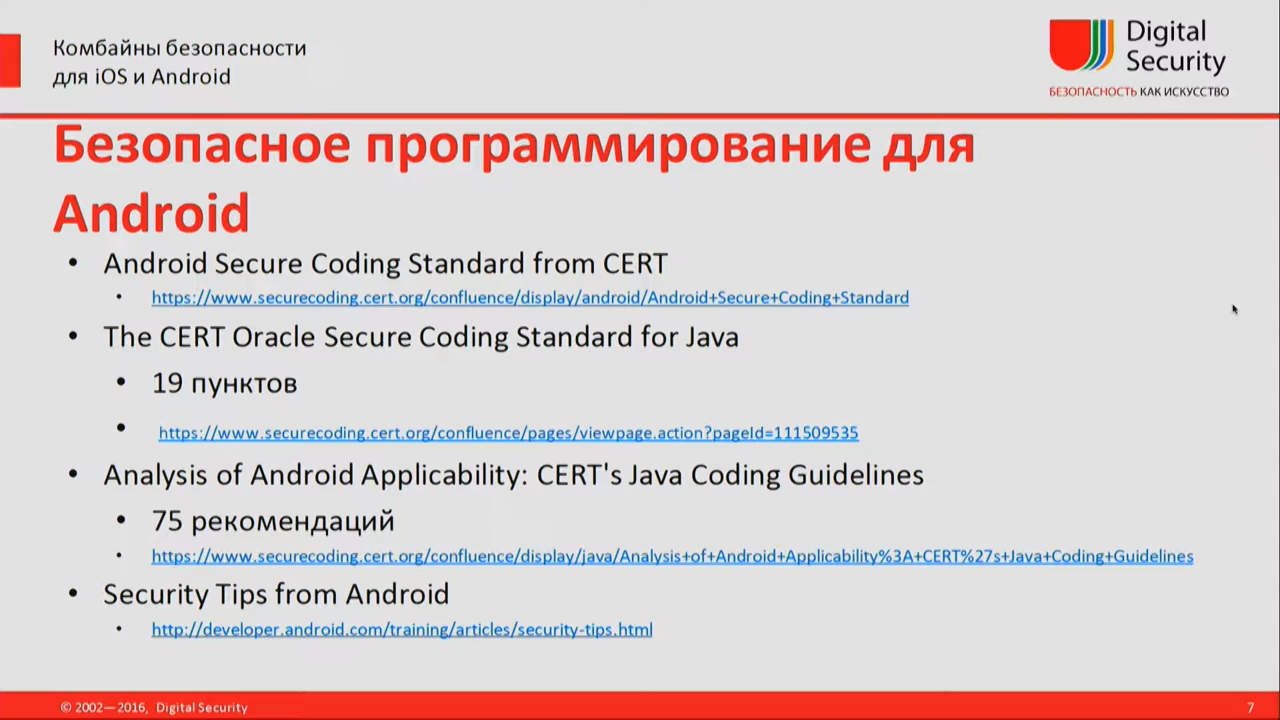 Комбайны безопасности
для iOS и Android
Digital
Security
БЕЗОПАСНОСТЬ КАК ИСКУССТВО
Безопасное программирование для
Android
• Android Secure Coding Standard from CERT
• https://www.securecoding.cert.org/confluence/display/android/Android+Secure+Coding+Standard
• The CERT Oracle Secure Coding Standard for Java
• 19 пунктов
• https://www.securecoding.cert.org/confluence/pages/viewpage.action?pageId=111509535
• Analysis of Android Applicability: CERT's Java Coding Guidelines
• 75 рекомендаций
• https://www.securecoding.cert.org/confluence/display/java/Analysis+of+Android+Applicability%3A+CERT%27s+Java+Coding+Guidelines
• Security Tips from Android
• http://developer.android.com/training/articles/security-tips.html
© 2002—2016, Digital Security
7